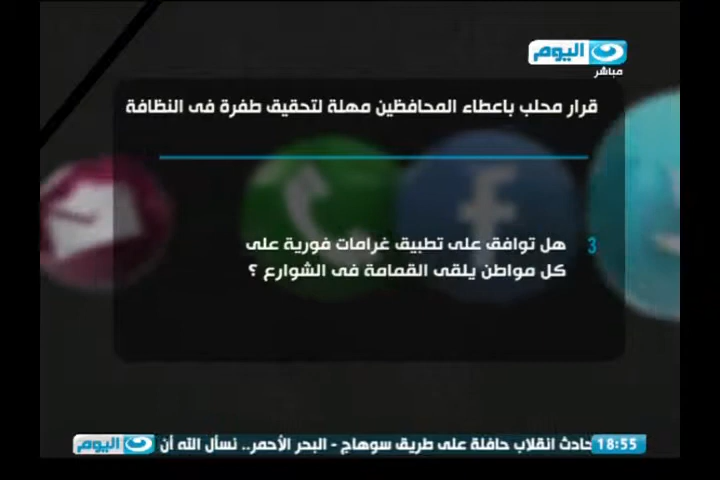 اليوم
مباشر
قرار محلب باعطاء المحافظين مهلة لتحقيق طفرة فى النظافة
3 هل توافق على تطبيق غرامات فورية على
كل مواطن يلقى القمامة فى الشوارع ؟
18:55 حادث انقلاب حافلة على طريق سوهاج - البحر الأحمر.. نسأل الله أن اليوم